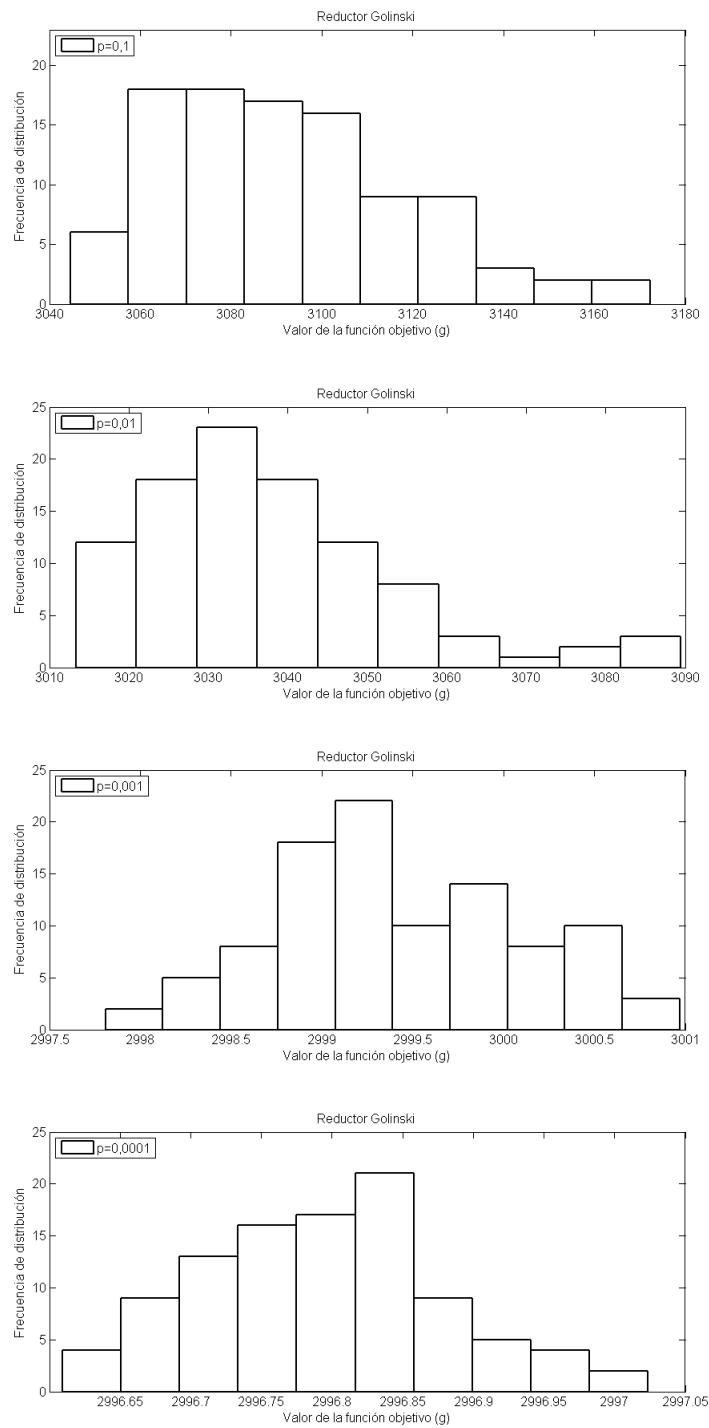 Reductor Golinski
p=0,1
Frecuencia de distribución
20
15
10
5
0
3040 3060 3080 3100 3120 3140 3160 3180
Valor de la función objetivo (g)
Reductor Golinski
p=0,01
Frecuencia de distribución
25
20
15
10
5
0
3010 3020 3030 3040 3050 3060 3070 3080 3090
Valor de la función objetivo (g)
Reductor Golinski
p=0,001
Frecuencia de distribución
25
20
15
10
5
0
2997.5 2998 2998.5 2999 2999.5 3000 3000.5 3001
Valor de la función objetivo (g)
Reductor Golinski
p=0,0001
Frecuencia de distribución
25
20
15
10
5
0
2996.65 2996.7 2996.75 2996.8 2996.85 2996.9 2996.95 2997 2997.05
Valor de la función objetivo (g)